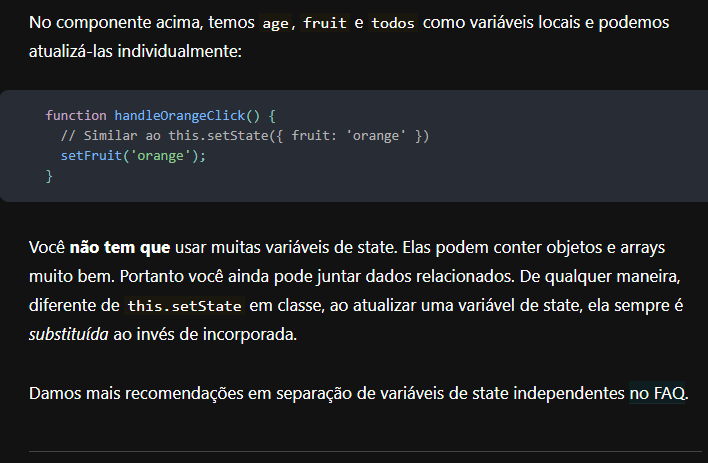 No componente acima, temos age, fruit e todos como variáveis locais e podemos
atualizá-las individualmente:
function handleOrangeClick() {
  // Similar ao this.setState({ fruit: 'orange' })
  setFruit('orange');
}
Você não tem que usar muitas variáveis de state. Elas podem conter objetos e arrays
muito bem. Portanto você ainda pode juntar dados relacionados. De qualquer maneira,
diferente de this.setState em classe, ao atualizar uma variável de state, ela sempre é
substituída ao invés de incorporada.
Damos mais recomendações em separação de variáveis de state independentes no FAQ.